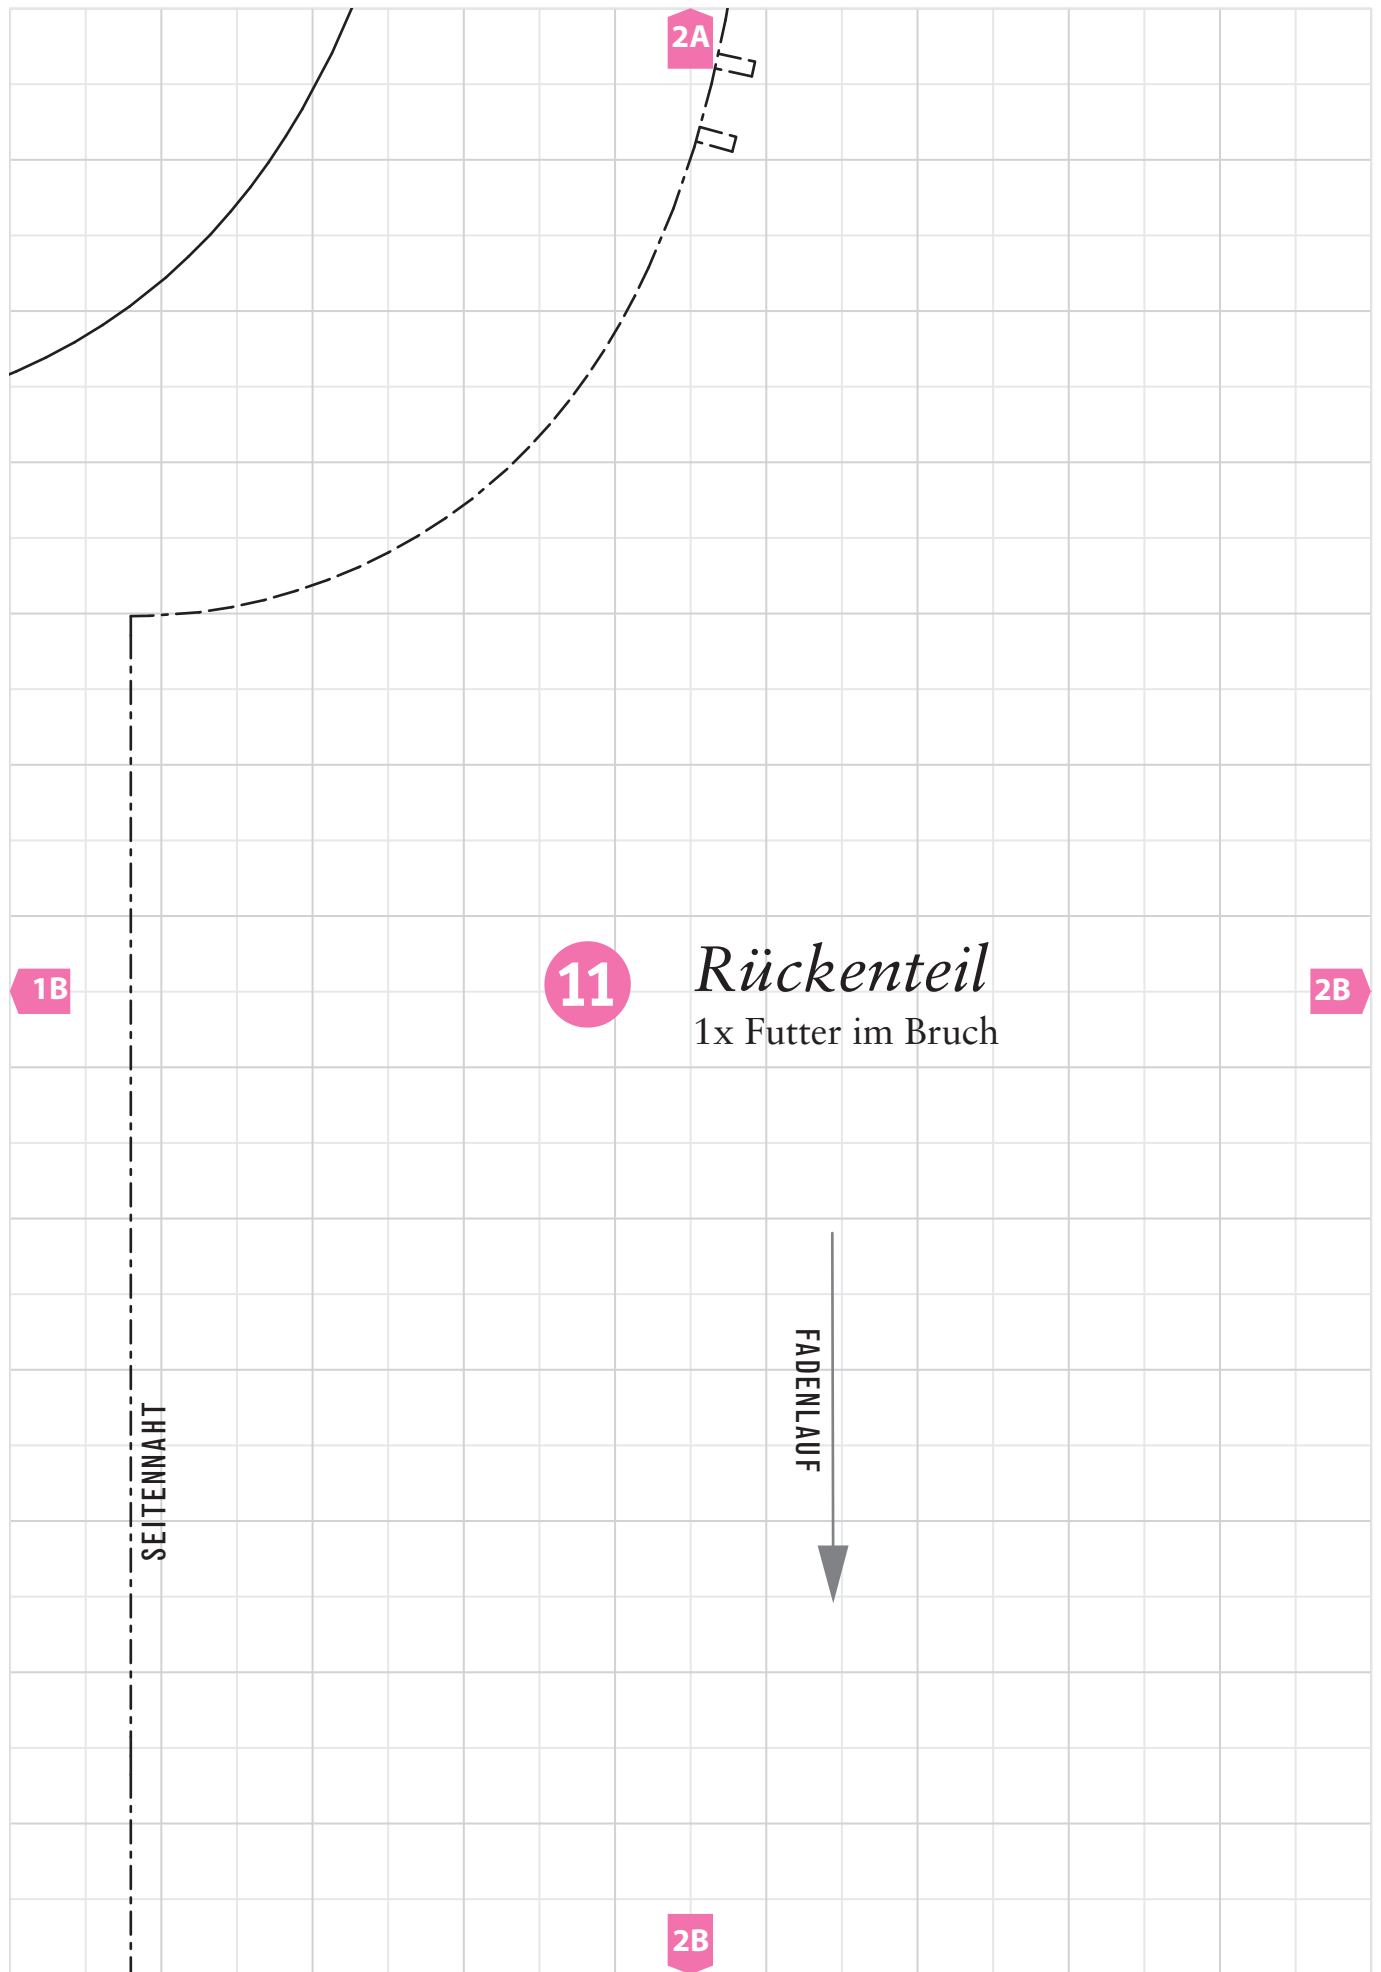 2A
1B
11
Rückenteil
2B
1x Futter im Bruch
FADENLAUF
SEITENNAHT
2B